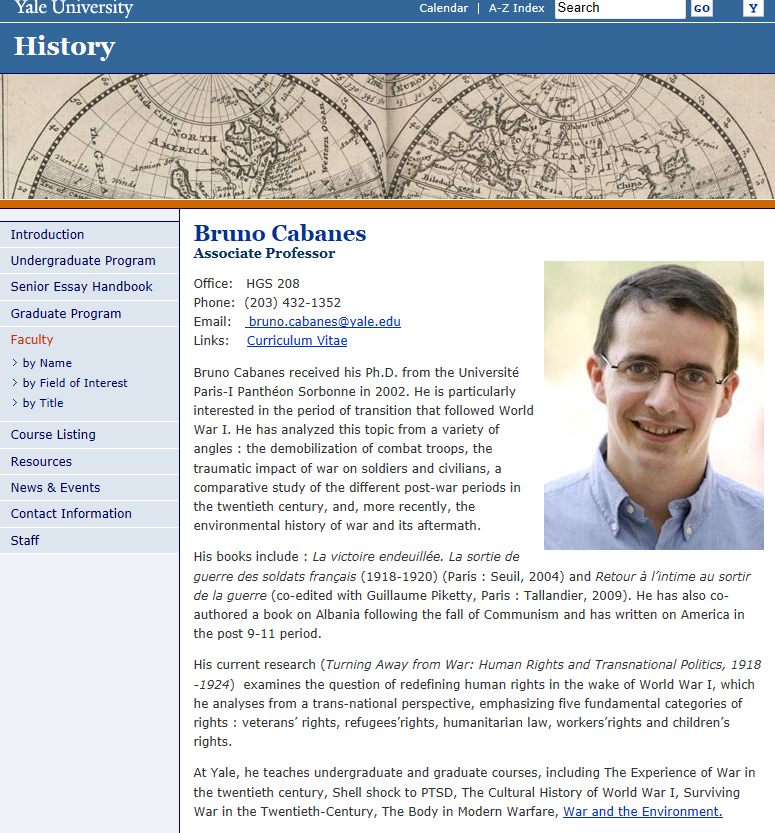 Yale University
Calendar | A-Z Index Search GO Y
History
NORTH
AMERICA
Persia
China
Introduction
Undergraduate Program
Senior Essay Handbook
Graduate Program
Faculty
by Name
by Field of Interest
by Title
Course Listing
Resources
News & Events
Contact Information
Staff
Bruno Cabanes
Associate Professor
Office: HGS 208
Phone: (203) 432-1352
Email: bruno.cabanes@yale.edu
Links: Curriculum Vitae
Bruno Cabanes received his Ph.D. from the Université
Paris-I Panthéon Sorbonne in 2002. He is particularly
interested in the period of transition that followed World
War I. He has analyzed this topic from a variety of
angles : the demobilization of combat troops, the
traumatic impact of war on soldiers and civilians, a
comparative study of the different post-war periods in
the twentieth century, and, more recently, the
environmental history of war and its aftermath.
His books include : La victoire endeuillée. La sortie de
guerre des soldats français (1918-1920) (Paris : Seuil, 2004) and Retour à l’intime au sortir
de la guerre (co-edited with Guillaume Piketty, Paris : Tallandier, 2009). He has also co-
authored a book on Albania following the fall of Communism and has written on America in
the post 9-11 period.
His current research (Turning Away from War: Human Rights and Transnational Politics, 1918
-1924) examines the question of redefining human rights in the wake of World War I, which
he analyses from a trans-national perspective, emphasizing five fundamental categories of
rights : veterans’ rights, refugees’rights, humanitarian law, workers’rights and children’s
rights.
At Yale, he teaches undergraduate and graduate courses, including The Experience of War in
the twentieth century, Shell shock to PTSD, The Cultural History of World War I, Surviving
War in the Twentieth-Century, The Body in Modern Warfare, War and the Environment.